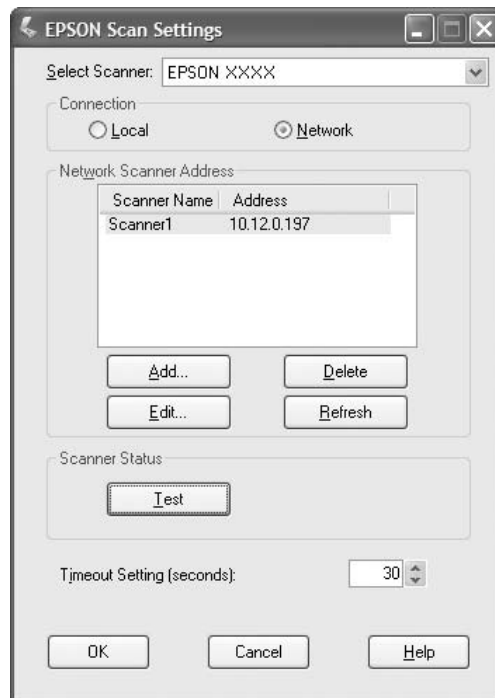 EPSON Scan Settings
Select Scanner: EPSON XXXX
Connection
Local Network
Network Scanner Address
Scanner Name Address
Scanner1 10.12.0.197
Add... Delete
Edit... Refresh
Scanner Status
Test
Timeout Setting (seconds): 30
OK Cancel Help